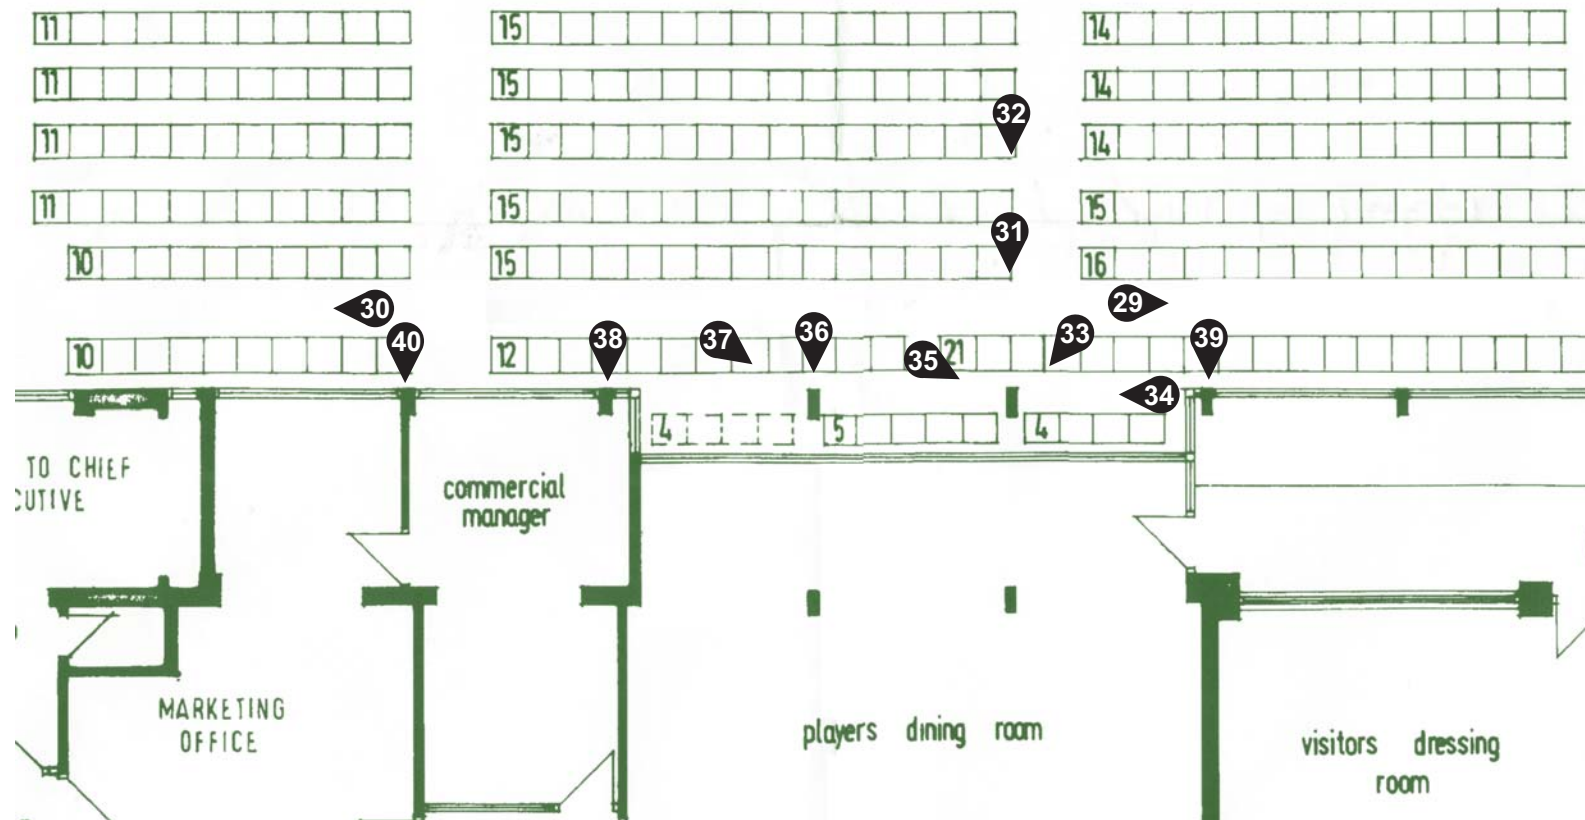 11 15 14
11 15 14
32
11 15 14
11 15 15
31
10 15 16
29
30
10 40 12 38 37 36 35 21 33 39
34
4 5 4
TO CHIEF
CUTIVE
commercial
manager
MARKETING
OFFICE
players dining room
visitors dressing
room